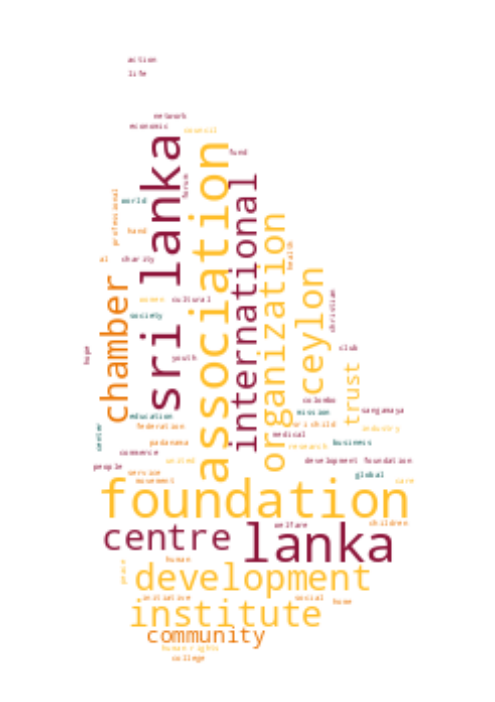 action
life
network
economic
council
fund
sri lanka
association
international
forum
world
professional
hand
organization
health
al
charity
ceylon
chamber
women
cultural
christian
society
youth
hope
club
trust
colombo
sangamaya
education
mission
federation
sri
child
industry
center
medical
padanama
research
business
commerce
united
development
foundation
people
service
global
movement
care
foundation
welfare
children
centre
lanka
human
peace
development
initiative
social
home
institute
community
human rights
college